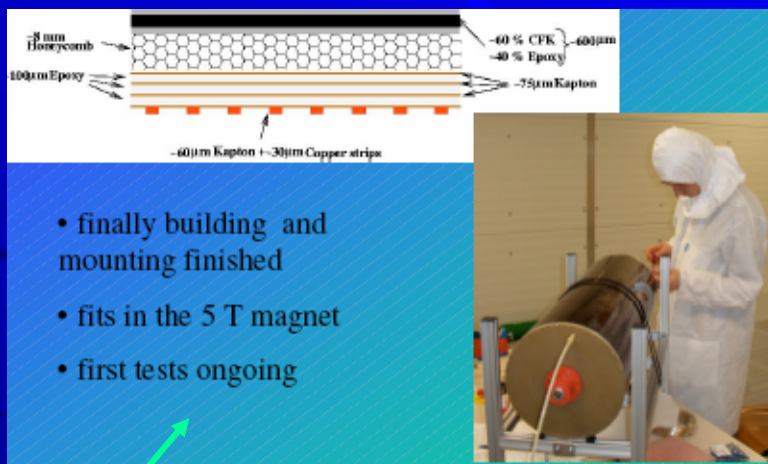 ~8 mm
Honeycomb
~60 % CFK
~40 % Epoxy
~600µm
~100µm Epoxy
~75µm Kapton
~60µm Kapton +~30µm Copper strips
• finally building and
mounting finished
• fits in the 5 T magnet
• first tests ongoing